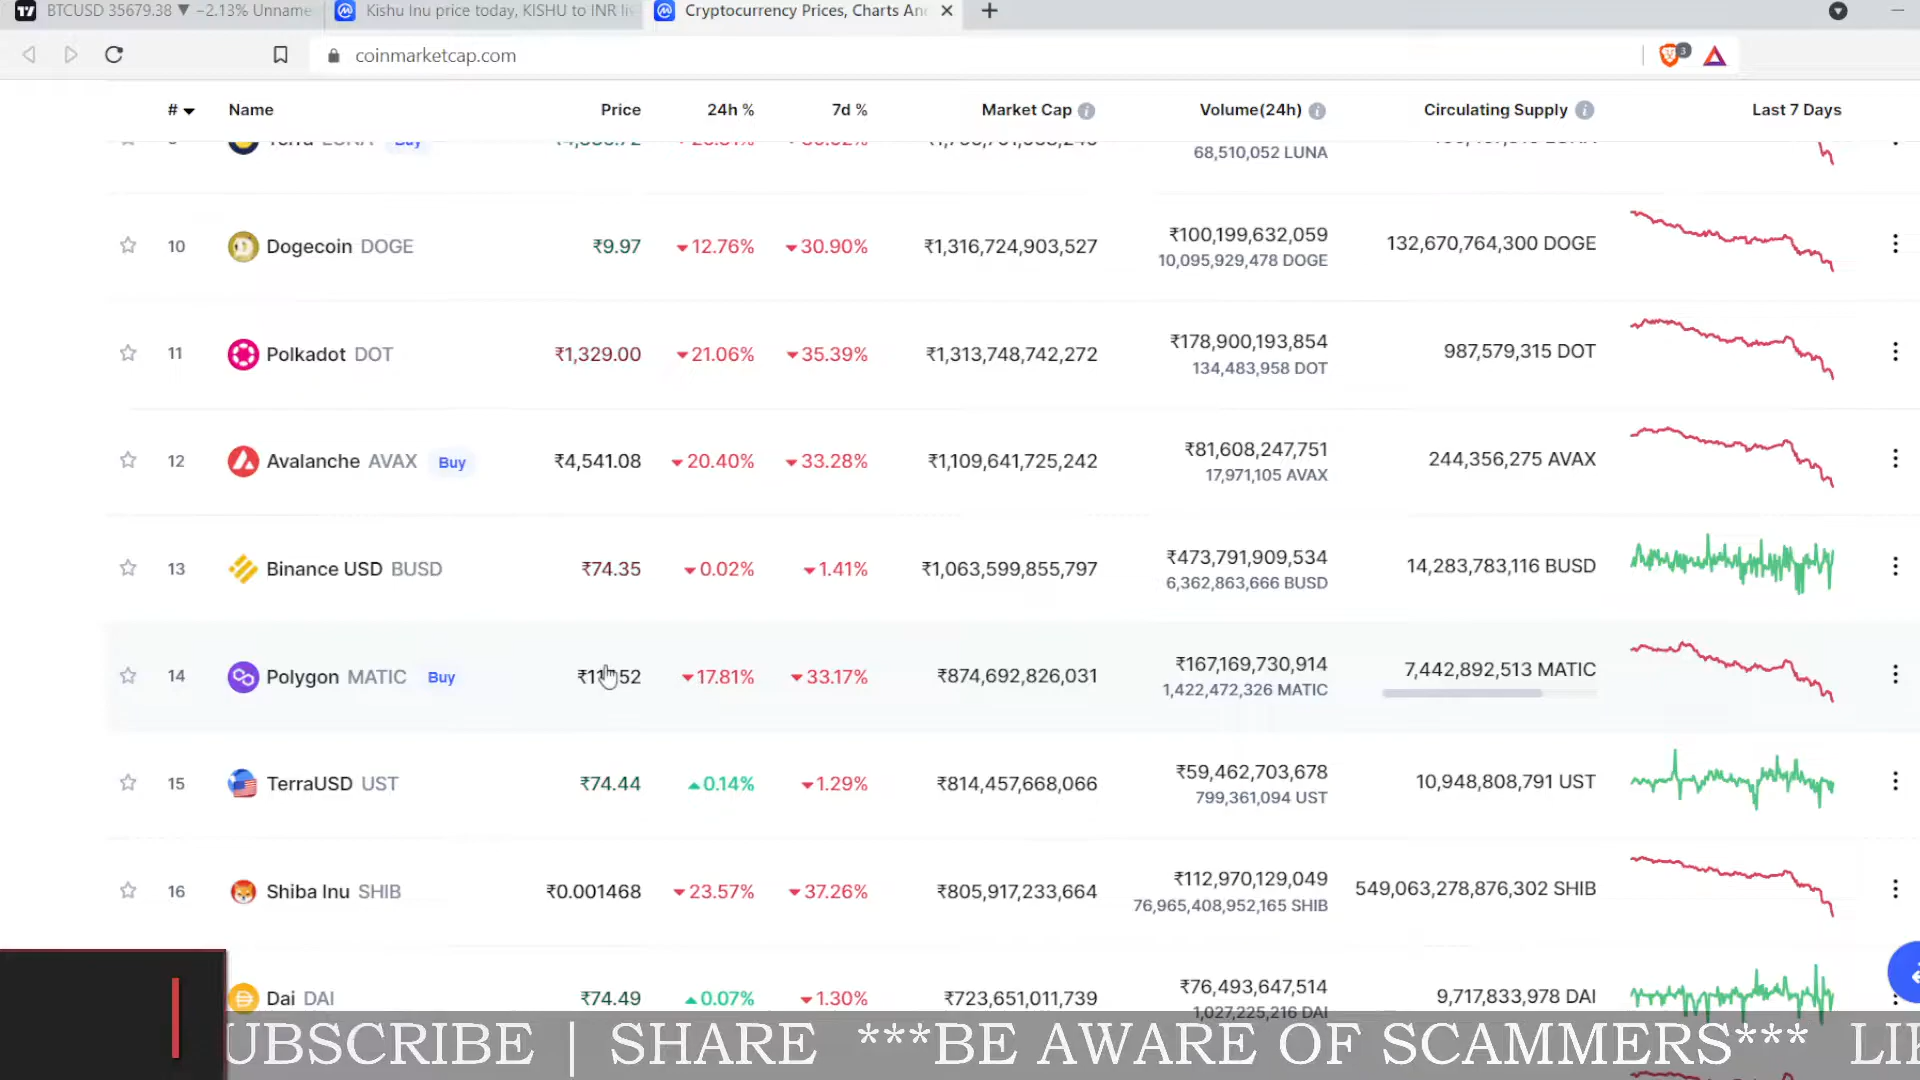 BTCUSD 35679.38 ▼ −2.13% Unname
Kishu Inu price today, KISHU to INR li
Cryptocurrency Prices, Charts An
coinmarketcap.com
3
# Name Price 24h % 7d % Market Cap Volume(24h) Circulating Supply Last 7 Days
Terra LUNA Buy
68,510,052 LUNA
10 Dogecoin DOGE ₹9.97 12.76% 30.90% ₹1,316,724,903,527 ₹100,199,632,059 132,670,764,300 DOGE
10,095,929,478 DOGE
11 Polkadot DOT ₹1,329.00 21.06% 35.39% ₹1,313,748,742,272 ₹178,900,193,854 987,579,315 DOT
134,483,958 DOT
12 Avalanche AVAX Buy ₹4,541.08 20.40% 33.28% ₹1,109,641,725,242 ₹81,608,247,751 244,356,275 AVAX
17,971,105 AVAX
13 Binance USD BUSD ₹74.35 0.02% 1.41% ₹1,063,599,855,797 ₹473,791,909,534 14,283,783,116 BUSD
6,362,863,666 BUSD
14 Polygon MATIC Buy 17.81% 33.17% ₹874,692,826,031 ₹167,169,730,914 7,442,892,513 MATIC
1,422,472,326 MATIC
15 TerraUSD UST ₹74.44 0.14% 1.29% ₹814,457,668,066 ₹59,462,703,678 10,948,808,791 UST
799,361,094 UST
16 Shiba Inu SHIB ₹0.001468 23.57% 37.26% ₹805,917,233,664 ₹112,970,129,049 549,063,278,876,302 SHIB
76,965,408,952,165 SHIB
Dai DAI ₹74.49 0.07% 1.30% ₹723,651,011,739 ₹76,493,647,514 9,717,833,978 DAI
1,027,225,216 DAI
UBSCRIBE | SHARE ***BE AWARE OF SCAMMERS*** LI